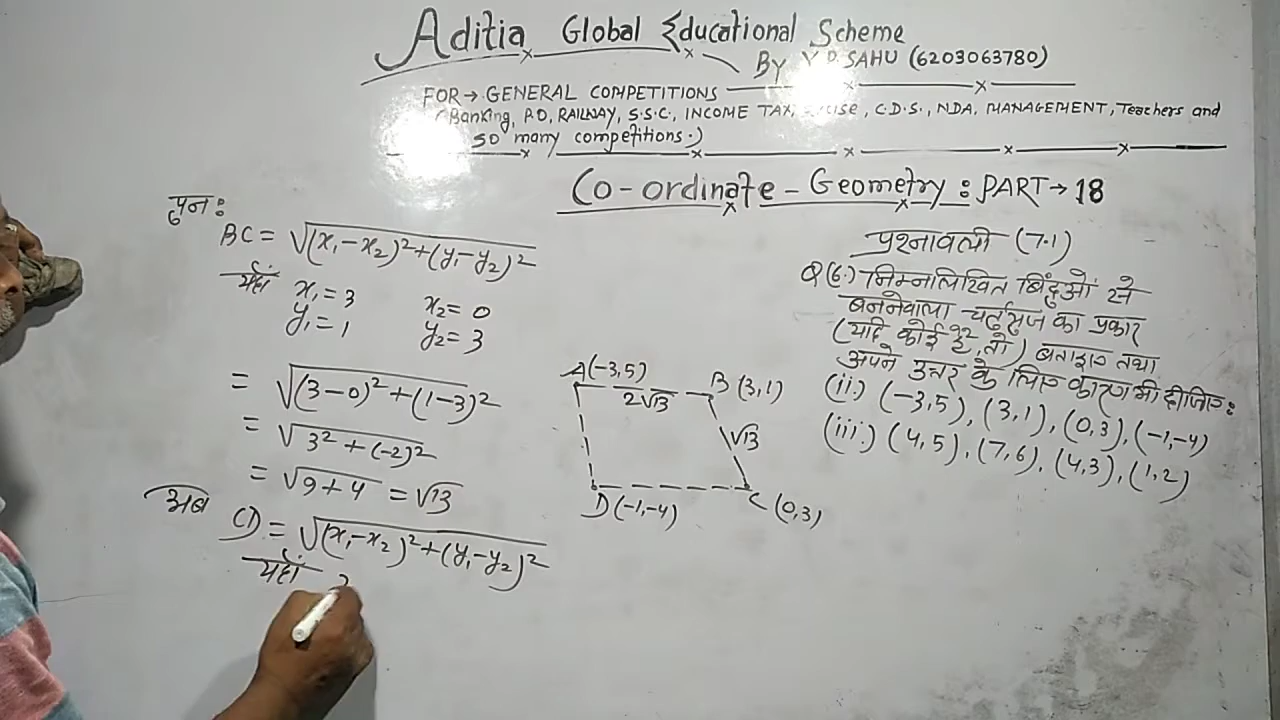 Aditia Global Educational Scheme
BY Y.P. SAHU (6203063780)
FOR → GENERAL COMPETITIONS
(Banking, P.O, RAILWAY, S.S.C, INCOME TAX, C.D.S., NDA, MANAGEMENT, Teachers and
so many competitions.)
Co-ordinate-Geometry: PART → 18
पुनः
BC = √(x₁-x₂)²+(y₁-y₂)²
यहाँ x₁=3 x₂=0
y₁=1 y₂=3
= √(3-0)²+(1-3)²
= √3²+(-2)²
= √9+4 = √13
अब CD = √(x₁-x₂)²+(y₁-y₂)²
यहाँ
A(-3,5)
B(3,1)
2√13
√13
D(-1,-4)
C(0,3)
प्रश्नावली (7.1)
Q(6.) निम्नलिखित बिंदुओं से
बननेवाला चर्तुभुज का प्रकार
(यदि कोई है, तो) बताइए तथा
अपने उत्तर के लिए कारण भी दीजिए:
(ii.) (-3,5), (3,1), (0,3), (-1,-4)
(iii.) (4,5), (7,6), (4,3), (1,2)